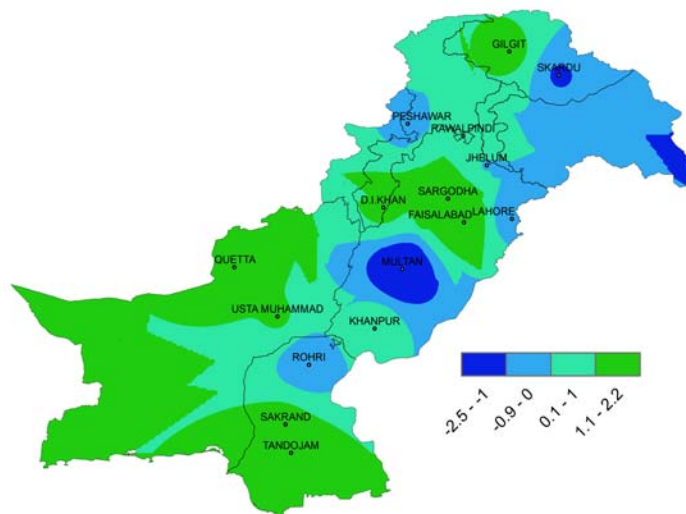 GILGIT
SKARDU
PESHAWAR
RAWALPINDI
JHELUM
SARGODHA
D.I.KHAN
FAISALABAD
LAHORE
QUETTA
MULTAN
USTA MUHAMMAD
KHANPUR
ROHRI
SAKRAND
TANDOJAM
-2.5 - -1
-0.9 - 0
0.1 - 1
1.1 - 2.2